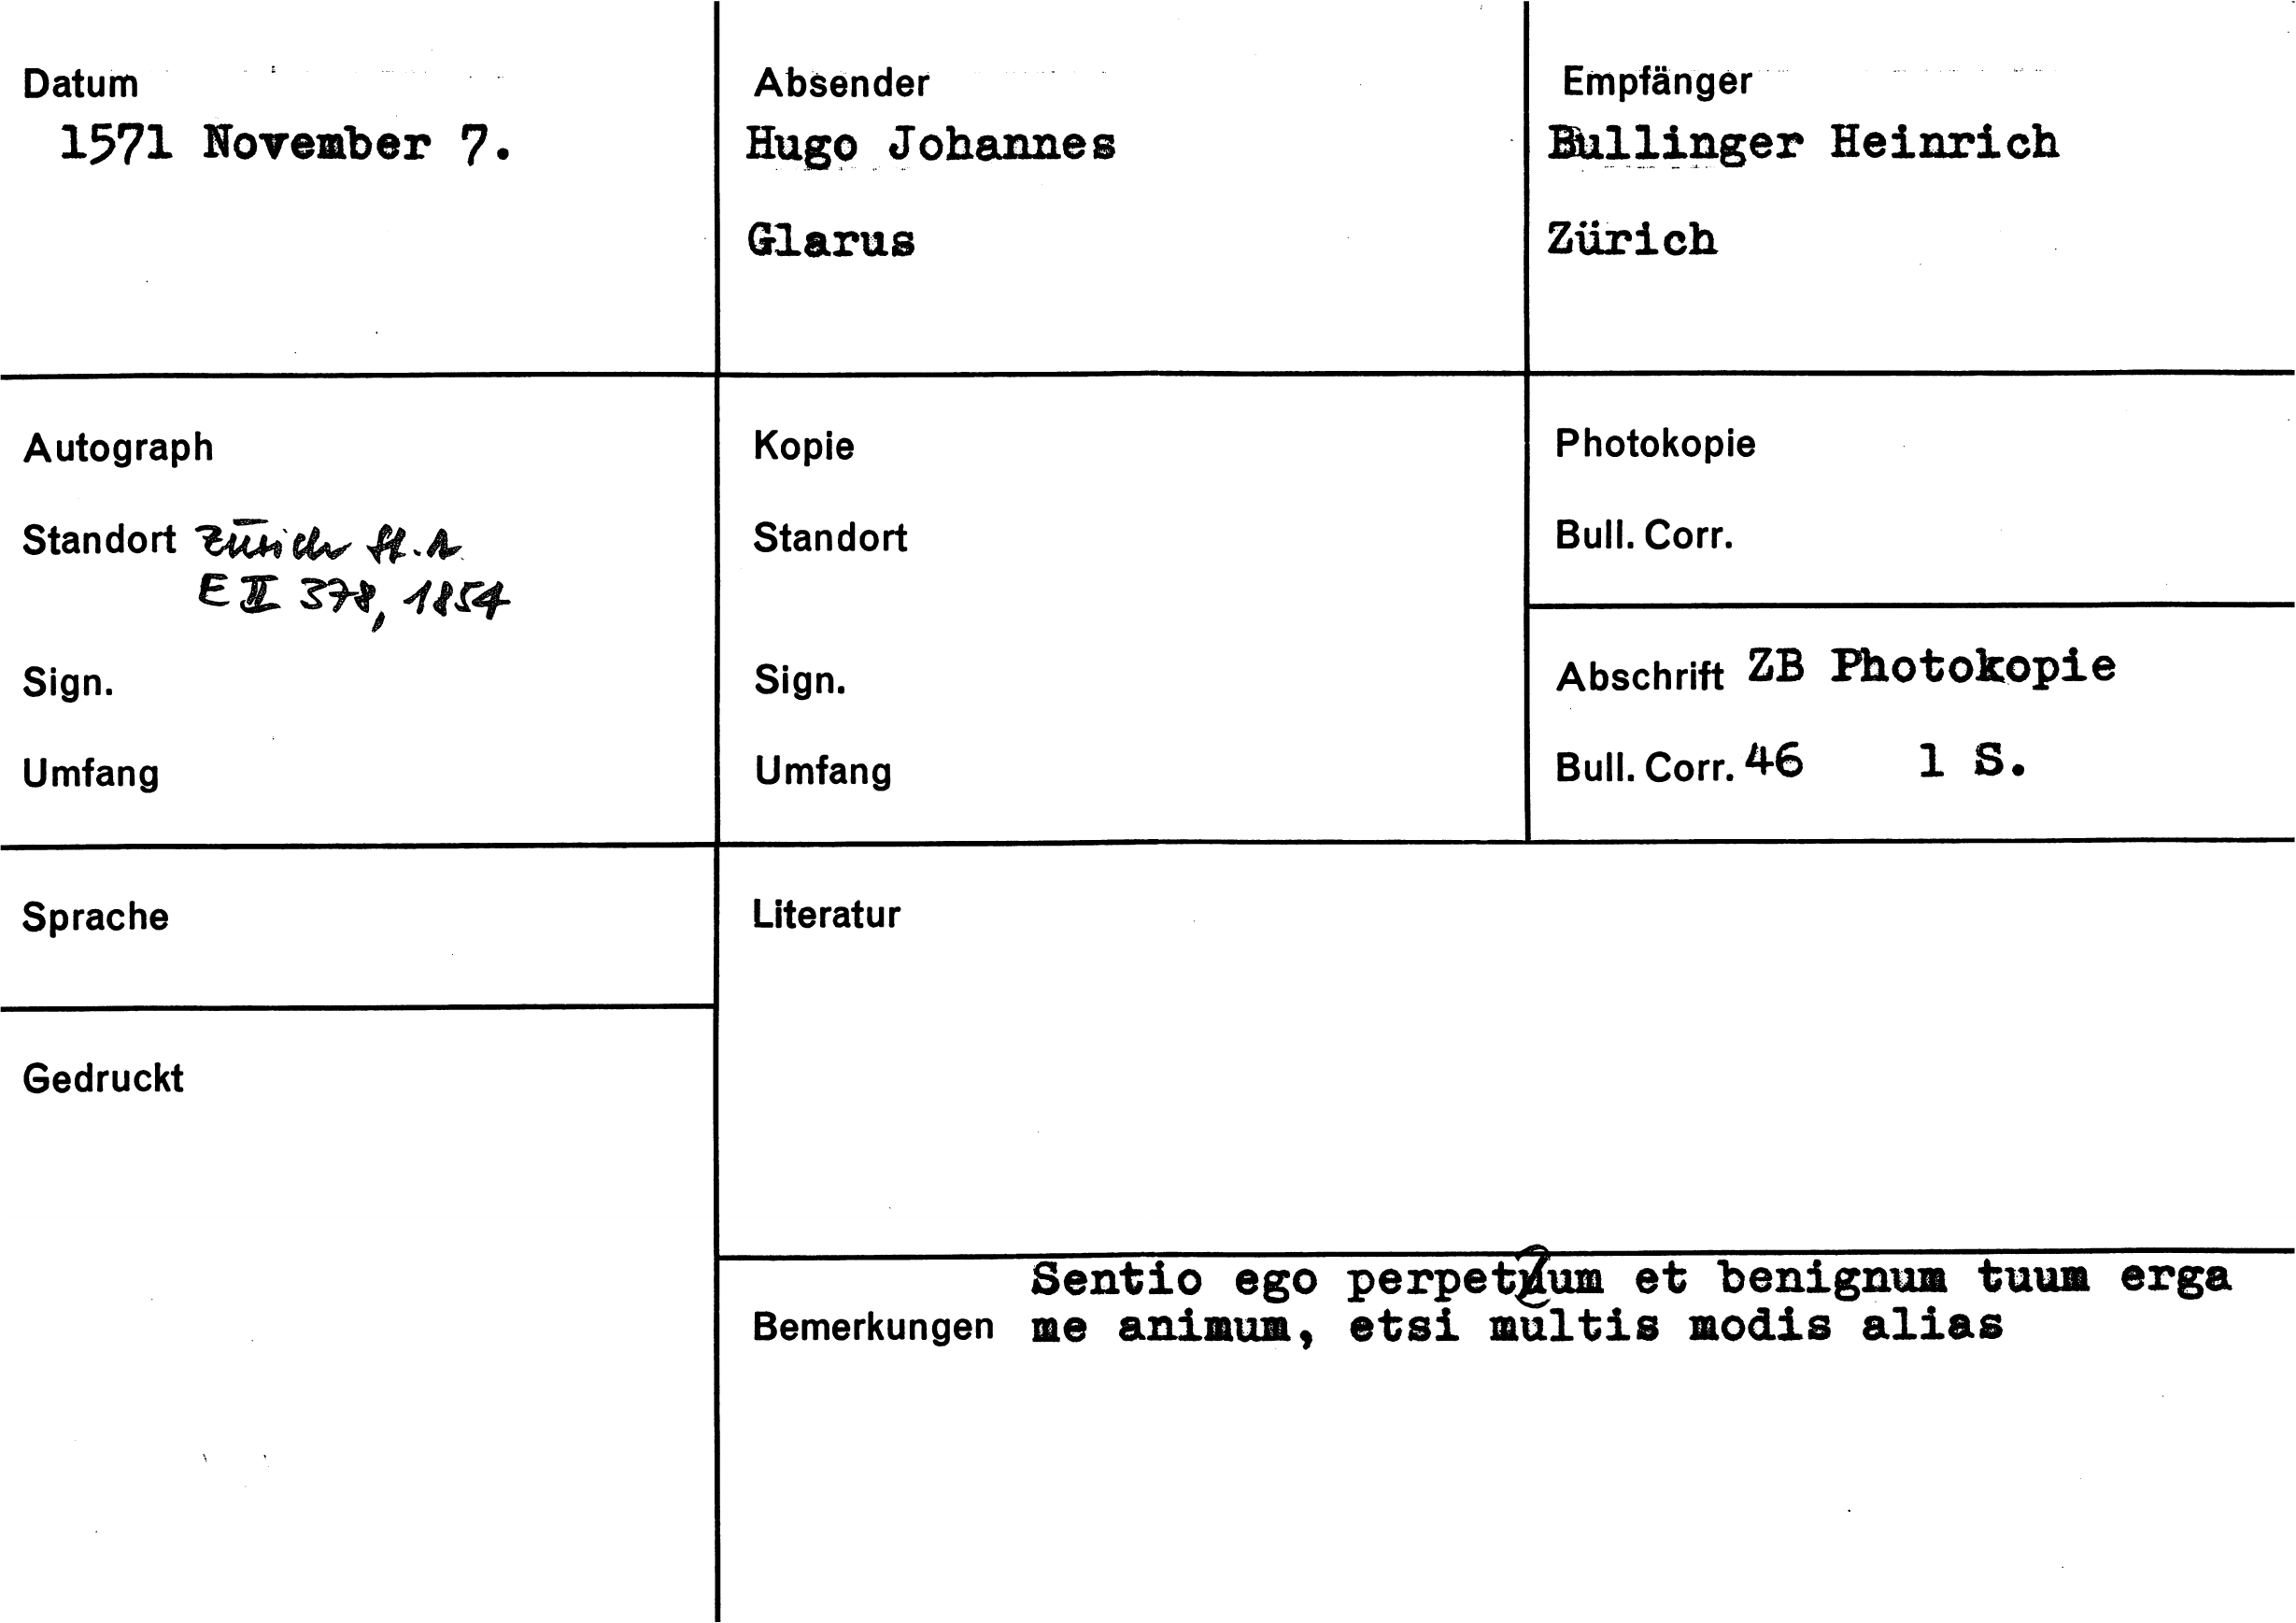 Datum
1571 November 7.
Absender
Hugo Johannes
Glarus
Empfänger
Bullinger Heinrich
Zürich
Autograph
Standort Zürich St.A.
E II 378, 1854
Sign.
Umfang
Kopie
Standort
Sign.
Umfang
Photokopie
Bull. Corr.
Abschrift ZB Photokopie
Bull. Corr. 46 1 S.
Sprache
Gedruckt
Literatur
Bemerkungen
Sentio ego perpetuum et benignum tuum erga
me animum, etsi multis modis alias